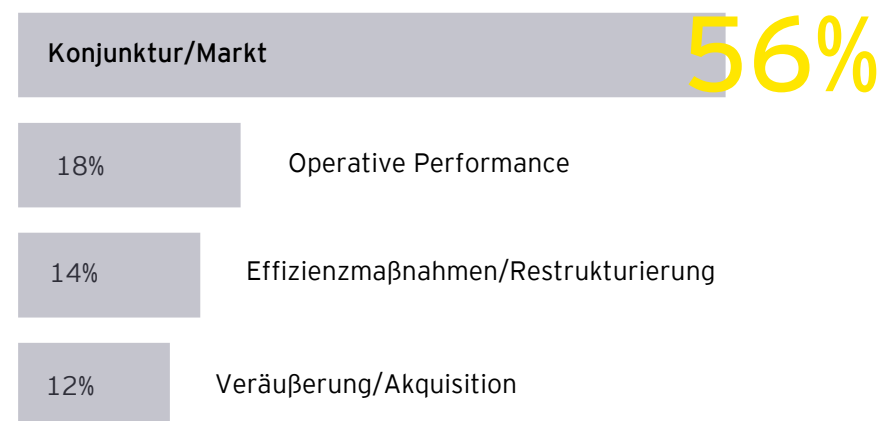 Konjunktur/Markt 56%
18% Operative Performance
14% Effizienzmaßnahmen/Restrukturierung
12% Veräußerung/Akquisition